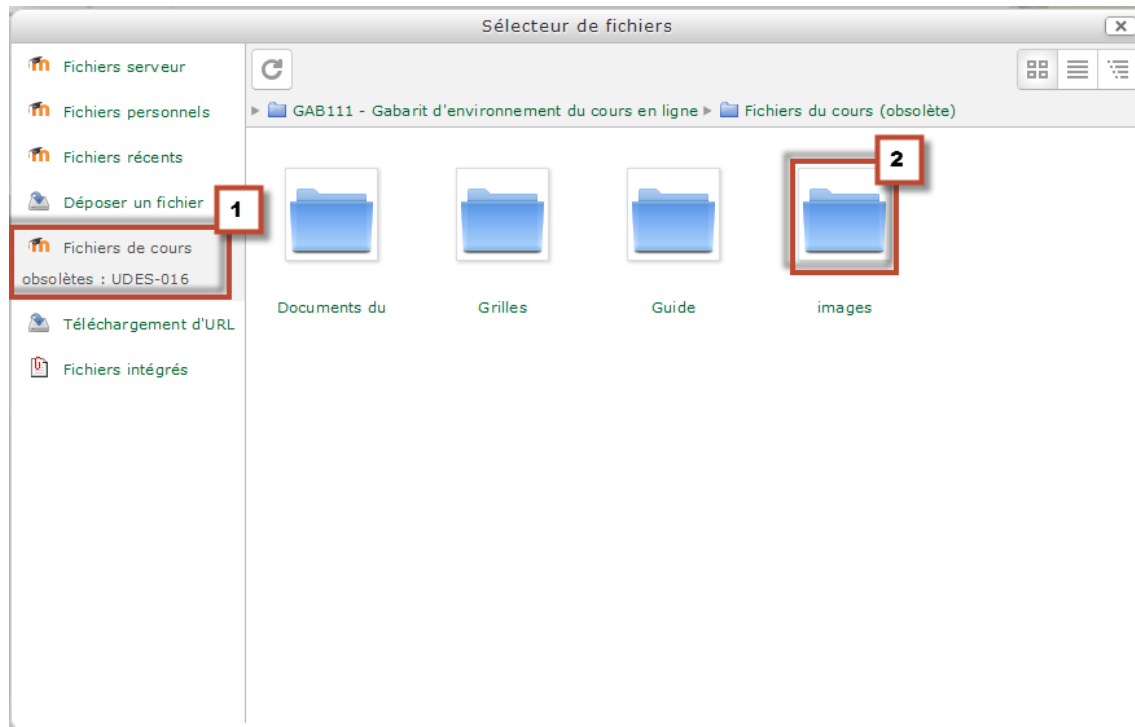 Sélecteur de fichiers
Fichiers serveur
Fichiers personnels
Fichiers récents
Déposer un fichier
1
Fichiers de cours
obsolètes : UDES-016
Téléchargement d'URL
Fichiers intégrés
GAB111 - Gabarit d'environnement du cours en ligne
Fichiers du cours (obsolète)
2
Documents du
Grilles
Guide
images